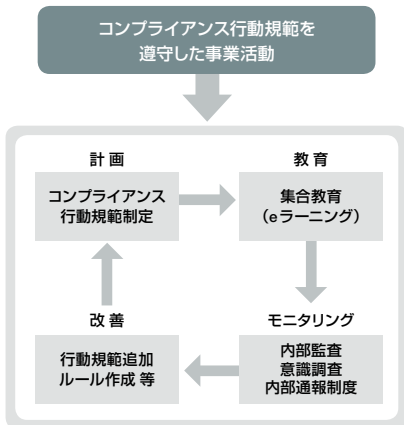 コンプライアンス行動規範を
遵守した事業活動
計 画
コンプライアンス
行動規範制定
教 育
集合教育
（eラーニング）
改 善
行動規範追加
ルール作成 等
モニタリング
内部監査
意識調査
内部通報制度